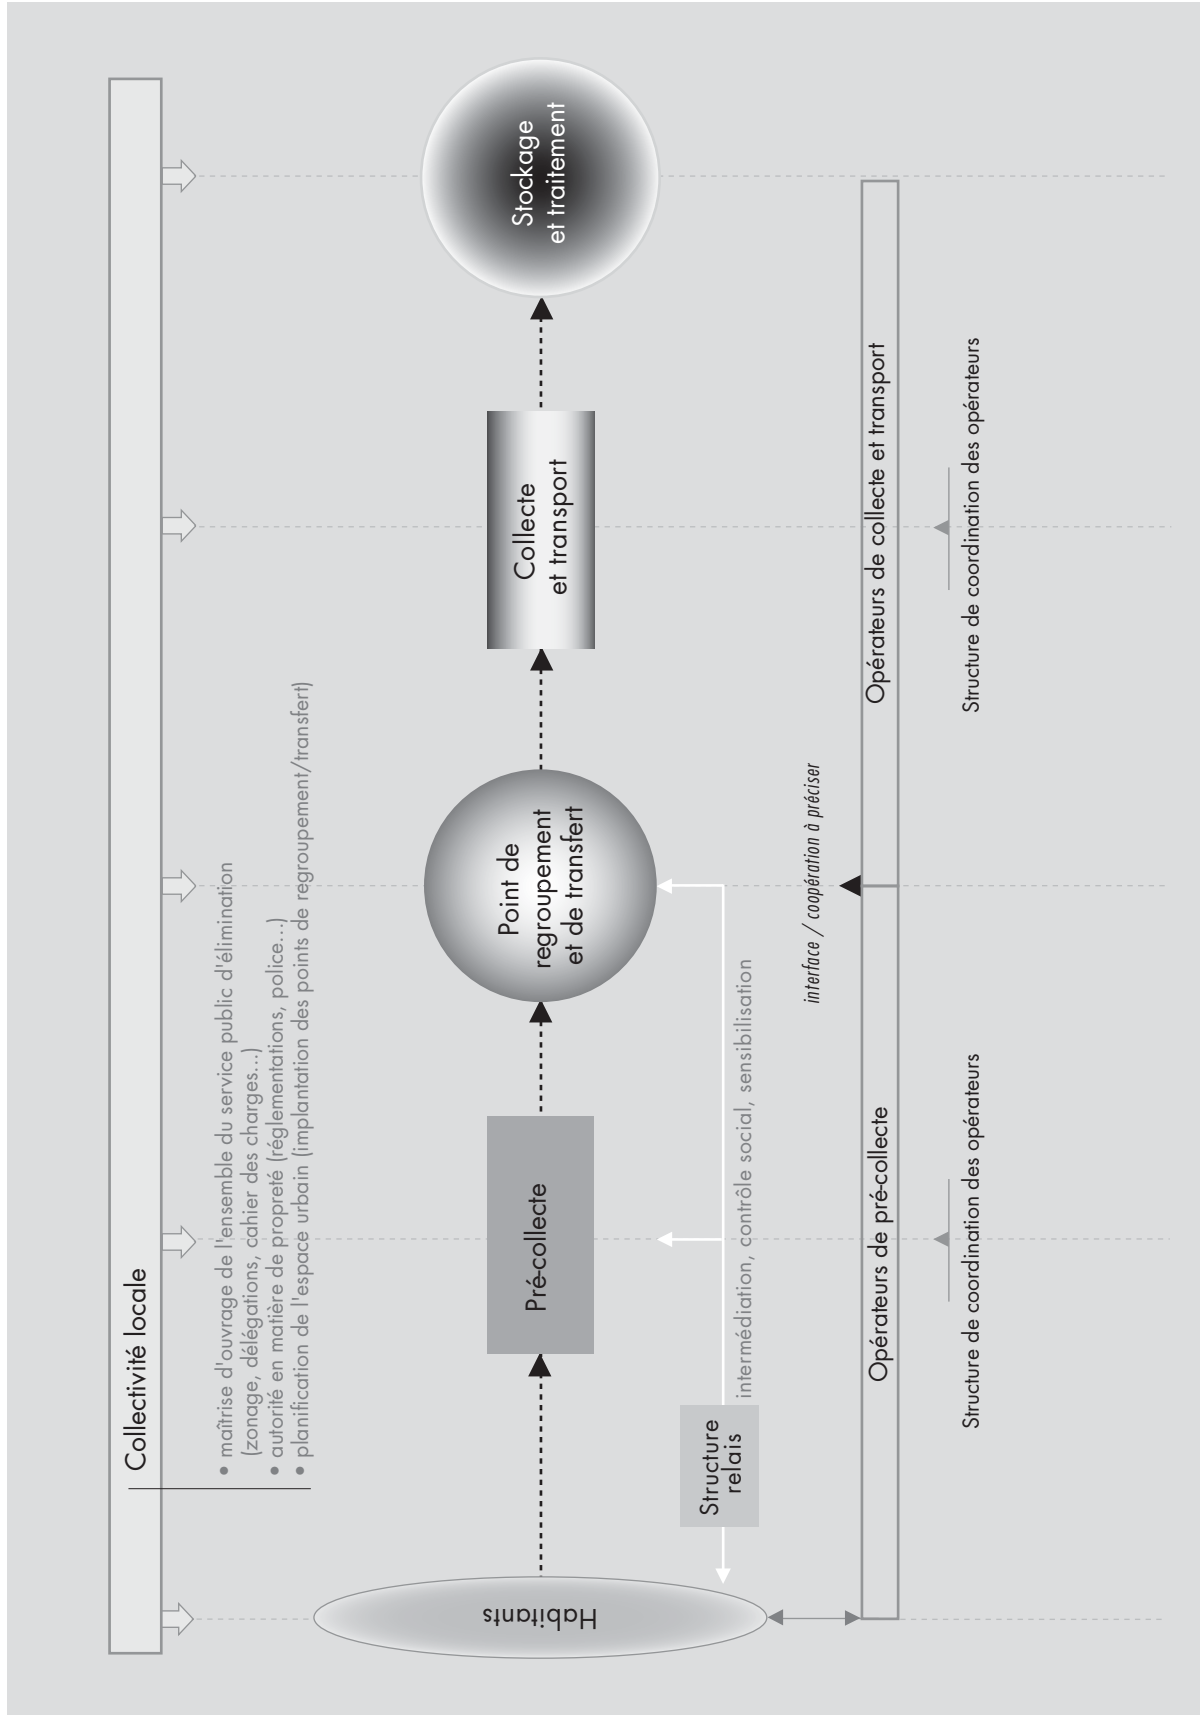 Collectivité locale
• maîtrise d'ouvrage de l'ensemble du service public d'élimination
(zonage, délégations, cahier des charges...)
• autorité en matière de propreté (réglementations, police...)
• planification de l'espace urbain (implantation des points de regroupement/transfert)
Habitants
Pré-collecte
Point de
regroupement
et de transfert
Collecte
et transport
Stockage
et traitement
Structure
relais
intermédiation, contrôle social, sensibilisation
interface / coopération à préciser
Opérateurs de pré-collecte
Opérateurs de collecte et transport
Structure de coordination des opérateurs
Structure de coordination des opérateurs